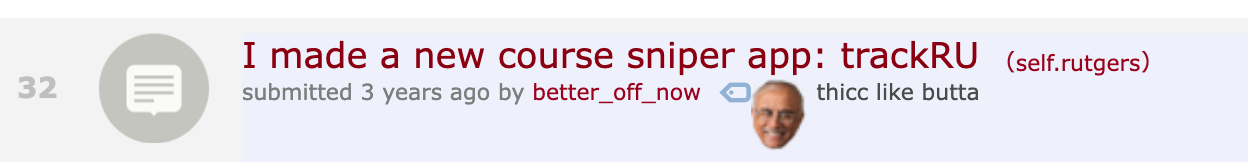 32
I made a new course sniper app: trackRU (self.rutgers)
submitted 3 years ago by better_off_now thicc like butta